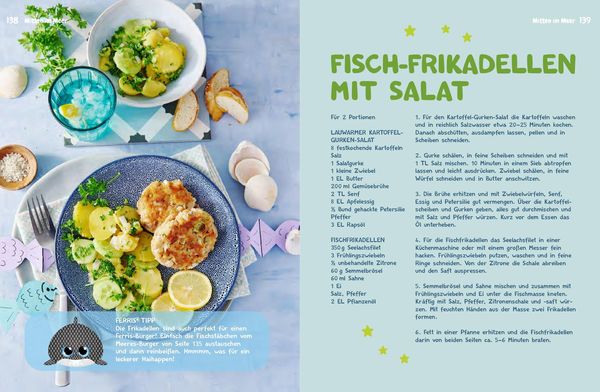 138 Mitten im Meer
FERRIS' TIPP
Die Frikadellen sind auch perfekt für einen
Ferris-Burger! Einfach die Fischstäbchen vom
Meeres-Burger von Seite 135 austauschen
und dann reinbeißen. Hmmmm, was für ein
leckerer Haihappen!
Mitten im Meer 139
FISCH-FRIKADELLEN
MIT SALAT
Für 2 Portionen
LAUWARMER KARTOFFEL-
GURKEN-SALAT
8 festkochende Kartoffeln
Salz
1 Salatgurke
1 kleine Zwiebel
1 EL Butter
200 ml Gemüsebrühe
2 TL Senf
8 EL Apfelessig
½ Bund gehackte Petersilie
Pfeffer
3 EL Rapsöl
FISCHFRIKADELLEN
350 g Seelachsfilet
3 Frühlingszwiebeln
½ unbehandelte Zitrone
60 g Semmelbrösel
60 ml Sahne
1 Ei
Salz, Pfeffer
2 EL Pflanzenöl
1. Für den Kartoffel-Gurken-Salat die Kartoffeln waschen
und in reichlich Salzwasser etwa 20–25 Minuten kochen.
Danach abschütten, ausdampfen lassen, pellen und in
Scheiben schneiden.
2. Gurke schälen, in feine Scheiben schneiden und mit
1 TL Salz mischen. 10 Minuten in einem Sieb abtropfen
lassen und leicht ausdrücken. Zwiebel schälen, in feine
Würfel schneiden und in Butter anschwitzen.
3. Die Brühe erhitzen und mit Zwiebelwürfeln, Senf,
Essig und Petersilie gut vermengen. Über die Kartoffel-
scheiben und Gurken geben, alles gut durchmischen und
mit Salz und Pfeffer würzen. Kurz vor dem Essen das
Öl unterheben.
4. Für die Fischfrikadellen das Seelachsfilet in einer
Küchenmaschine oder mit einem großen Messer fein
hacken. Frühlingszwiebeln putzen, waschen und in feine
Ringe schneiden. Von der Zitrone die Schale abreiben
und den Saft auspressen.
5. Semmelbrösel und Sahne mischen und zusammen mit
Frühlingszwiebeln und Ei unter die Fischmasse kneten.
Kräftig mit Salz, Pfeffer, Zitronenschale und -saft wür-
zen. Mit feuchten Händen aus der Masse zwei Frikadellen
formen.
6. Fett in einer Pfanne erhitzen und die Fischfrikadellen
darin von beiden Seiten ca. 5–6 Minuten braten.